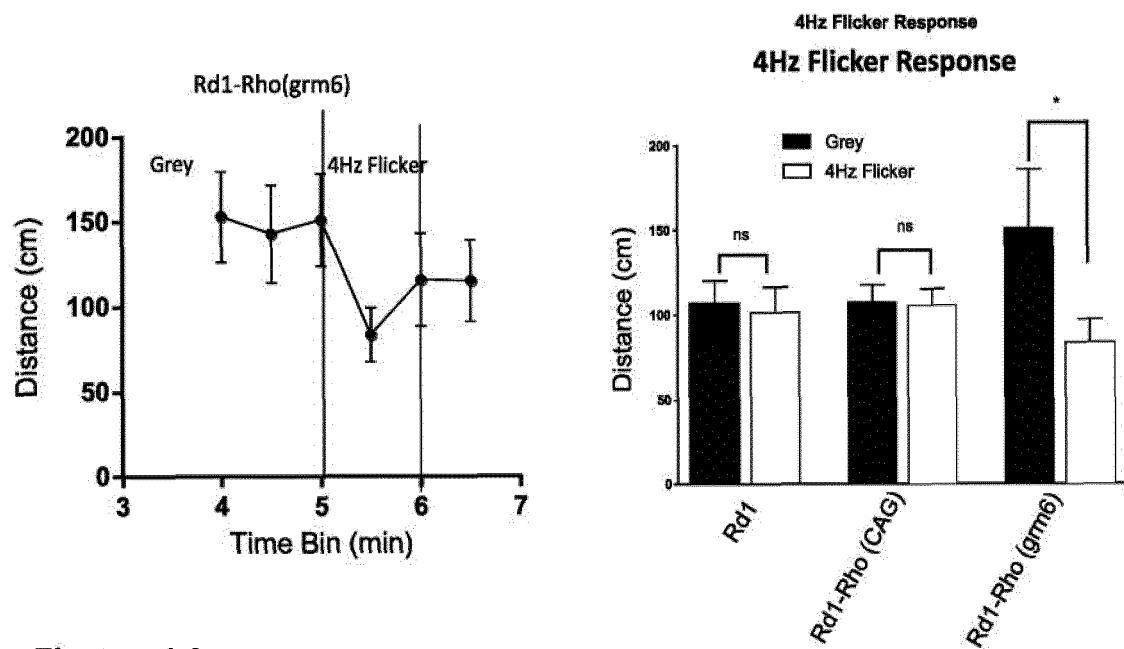 Rd1-Rho(grm6)
200
150
100
50
0
Distance (cm)
Grey
4Hz Flicker
3 4 5 6 7
Time Bin (min)
4Hz Flicker Response
4Hz Flicker Response
Grey
4Hz Flicker
200
150
100
50
0
Distance (cm)
ns
ns
*
Rd1
Rd1-Rho (CAG)
Rd1-Rho (grm6)